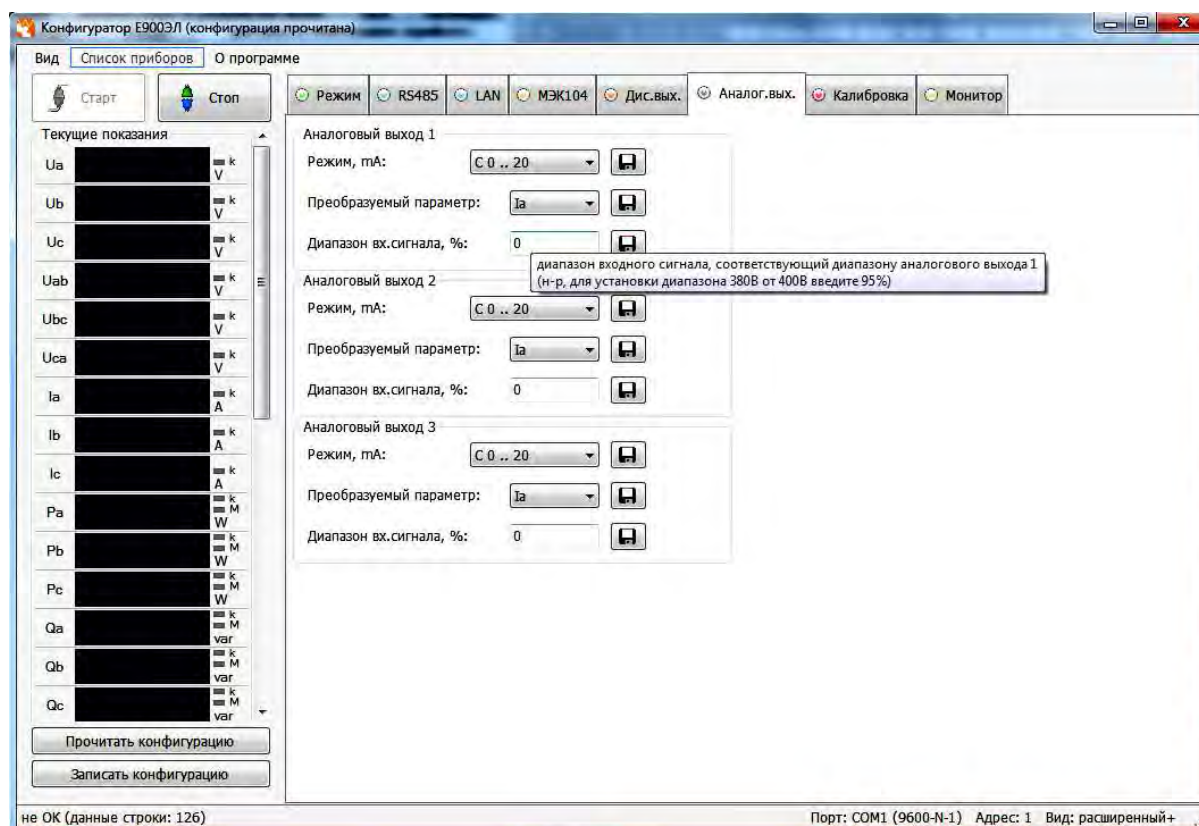 Конфигуратор Е900ЭЛ (конфигурация прочитана)
Вид Список приборов О программе
Старт Стоп
Режим RS485 LAN МЭК104 Дис.вых. Аналог.вых. Калибровка Монитор
Текущие показания
Ua k V
Ub k V
Uc k V
Uab k V
Ubc k V
Uca k V
Ia k A
Ib k A
Ic k A
Pa k M W
Pb k M W
Pc k M W
Qa k M var
Qb k M var
Qc k M var
Прочитать конфигурацию
Записать конфигурацию
Аналоговый выход 1
Режим, mA: C 0 .. 20
Преобразуемый параметр: Ia
Диапазон вх.сигнала, %: 0
диапазон входного сигнала, соответствующий диапазону аналогового выхода 1
(н-р, для установки диапазона 380В от 400В введите 95%)
Аналоговый выход 2
Режим, mA: C 0 .. 20
Преобразуемый параметр: Ia
Диапазон вх.сигнала, %: 0
Аналоговый выход 3
Режим, mA: C 0 .. 20
Преобразуемый параметр: Ia
Диапазон вх.сигнала, %: 0
не ОК (данные строки: 126) Порт: COM1 (9600-N-1) Адрес: 1 Вид: расширенный+